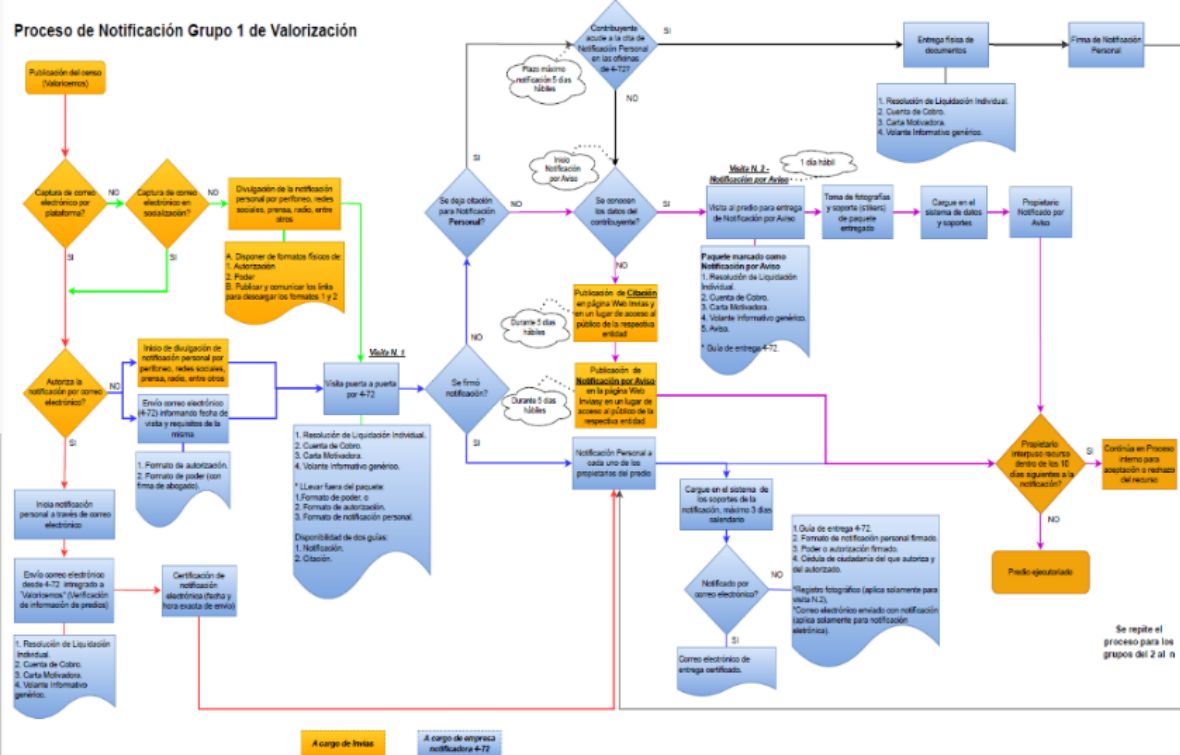 Proceso de Notificación Grupo 1 de Valorización
Publicación del censo
(Valoricemos)
Captura de correo
electrónico por
plataforma?
NO
SI
Captura de correo
electrónico en
socialización?
NO
SI
Divulgación de la notificación
personal por perifoneo, redes
sociales, prensa, radio, entre
otros
A. Disponer de formatos físicos de:
1. Autorización
2. Poder
B. Publicar y comunicar los links
para descargar los formatos 1 y 2
Autoriza la
notificación por correo
electrónico?
NO
SI
Inicio de divulgación de
notificación personal por
perifoneo, redes sociales,
prensa, radio, entre otros
Envío correo electrónico
(4-72) informando fecha de
visita y requisitos de la
misma
1. Formato de autorización.
2. Formato de poder (con
firma de abogado).
Inicia notificación
personal a través de correo
electrónico
Envío correo electrónico
desde 4-72 intregrado a
"Valoricemos" (Verificación
de información de predios)
1. Resolución de Liquidación
Individual.
2. Cuenta de Cobro.
3. Carta Motivadora.
4. Volante Informativo
genérico.
Certificación de
notificación
electrónica (fecha y
hora exacta de envío)
Visita N. 1
Visita puerta a puerta
por 4-72
1. Resolución de Liquidación Individual.
2. Cuenta de Cobro.
3. Carta Motivadora.
4. Volante Informativo genérico.
* LLevar fuera del paquete:
1.Formato de poder, o
2. Formato de autorización.
3. Formato de notificación personal.
Disponibilidad de dos guías:
1. Notificación.
2. Citación.
Se firmó
notificación?
NO
SI
Se deja citación
para Notificación
Personal?
SI
NO
Contribuyente
acude a la cita de
Notificación Personal
en las oficinas
de 4-72?
SI
NO
Plazo máximo
notificación 5 días
hábiles
Entrega física de
documentos
Firma de Notificación
Personal
1. Resolución de Liquidación Individual.
2. Cuenta de Cobro.
3. Carta Motivadora.
4. Volante Informativo genérico.
Inicio
Notificación
por Aviso
Se conocen
los datos del
contribuyente?
SI
NO
Visita N. 2 -
Notificación por Aviso
1 día hábil
Visita al predio para entrega
de Notificación por Aviso
Toma de fotografías
y soporte (stikers)
de paquete
entregado
Cargue en el
sistema de datos
y soportes
Propietario
Notificado por
Aviso
Paquete marcado como
Notificación por Aviso
1. Resolución de Liquidación
Individual.
2. Cuenta de Cobro.
3. Carta Motivadora.
4. Volante Informativo genérico.
5. Aviso.
* Guía de entrega 4-72.
Publicación de Citación
en página Web Invias y
en un lugar de acceso al
público de la respectiva
entidad
Durante 5 días
hábiles
Publicación de
Notificación por Aviso
en la página Web
Inviasy en un lugar de
acceso al público de la
respectiva entidad
Durante 5 días
hábiles
Notificación Personal a
cada uno de los
propietarios del predio
Cargue en el sistema de
los soportes de la
notificación, máximo 3 días
calendario
Notificado por
correo electrónico?
NO
SI
Correo electrónico de
entrega certificado.
1.Guía de entrega 4-72.
2. Formato de notificación personal firmado.
3. Poder o autorización firmado.
4. Cédula de ciudadanía del que autoriza y
del autorizado.
*Registro fotográfico (aplica solamente para
visita N.2),
*Correo electrónico enviado con notificación
(aplica solamente para notificación
eletrónica).
Propietario
interpuso recurso
dentro de los 10
días siguientes a la
notificación?
SI
NO
Continúa en Proceso
interno para
aceptación o rechazo
del recurso
Predio ejecutoriado
Se repite el
proceso para los
grupos del 2 al n
A cargo de Invias
A cargo de empresa
notificadora 4-72